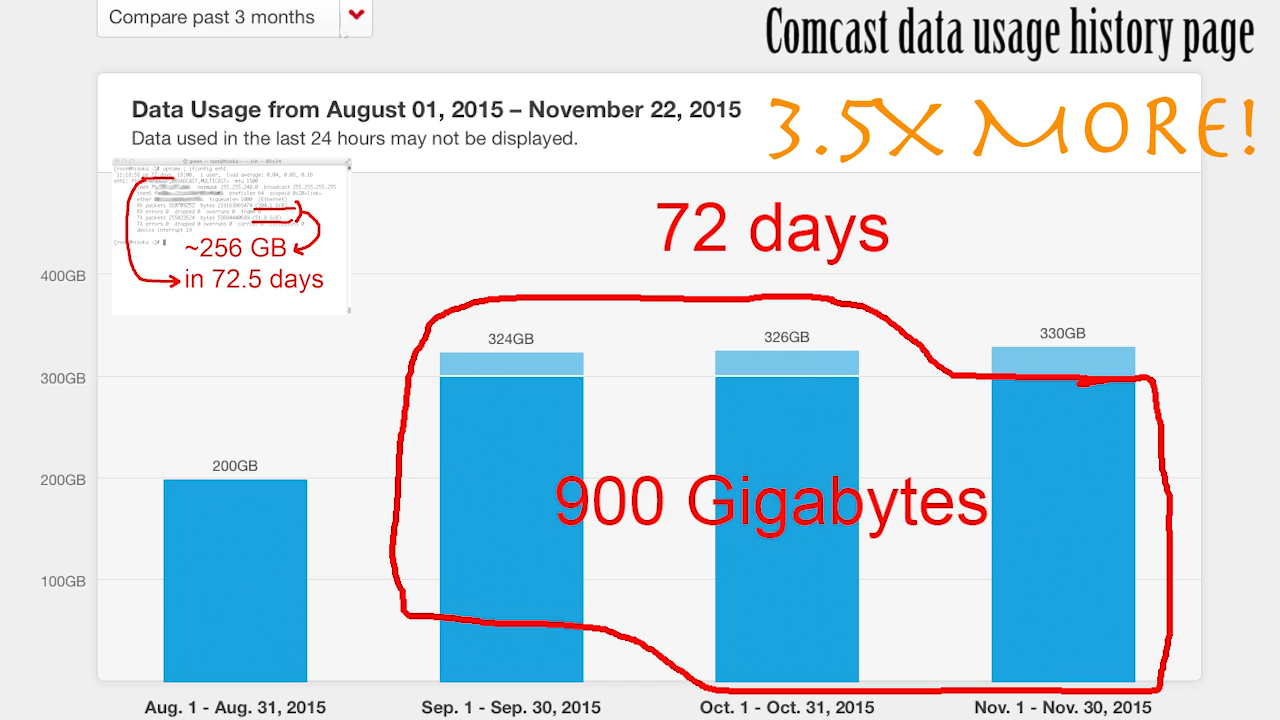 Compare past 3 months
Comcast data usage history page
Data Usage from August 01, 2015 – November 22, 2015
Data used in the last 24 hours may not be displayed.
3.5X MORE!
72 days
~256 GB
in 72.5 days
400GB
300GB
200GB
100GB
200GB
324GB
326GB
330GB
900 Gigabytes
Aug. 1 - Aug. 31, 2015
Sep. 1 - Sep. 30, 2015
Oct. 1 - Oct. 31, 2015
Nov. 1 - Nov. 30, 2015